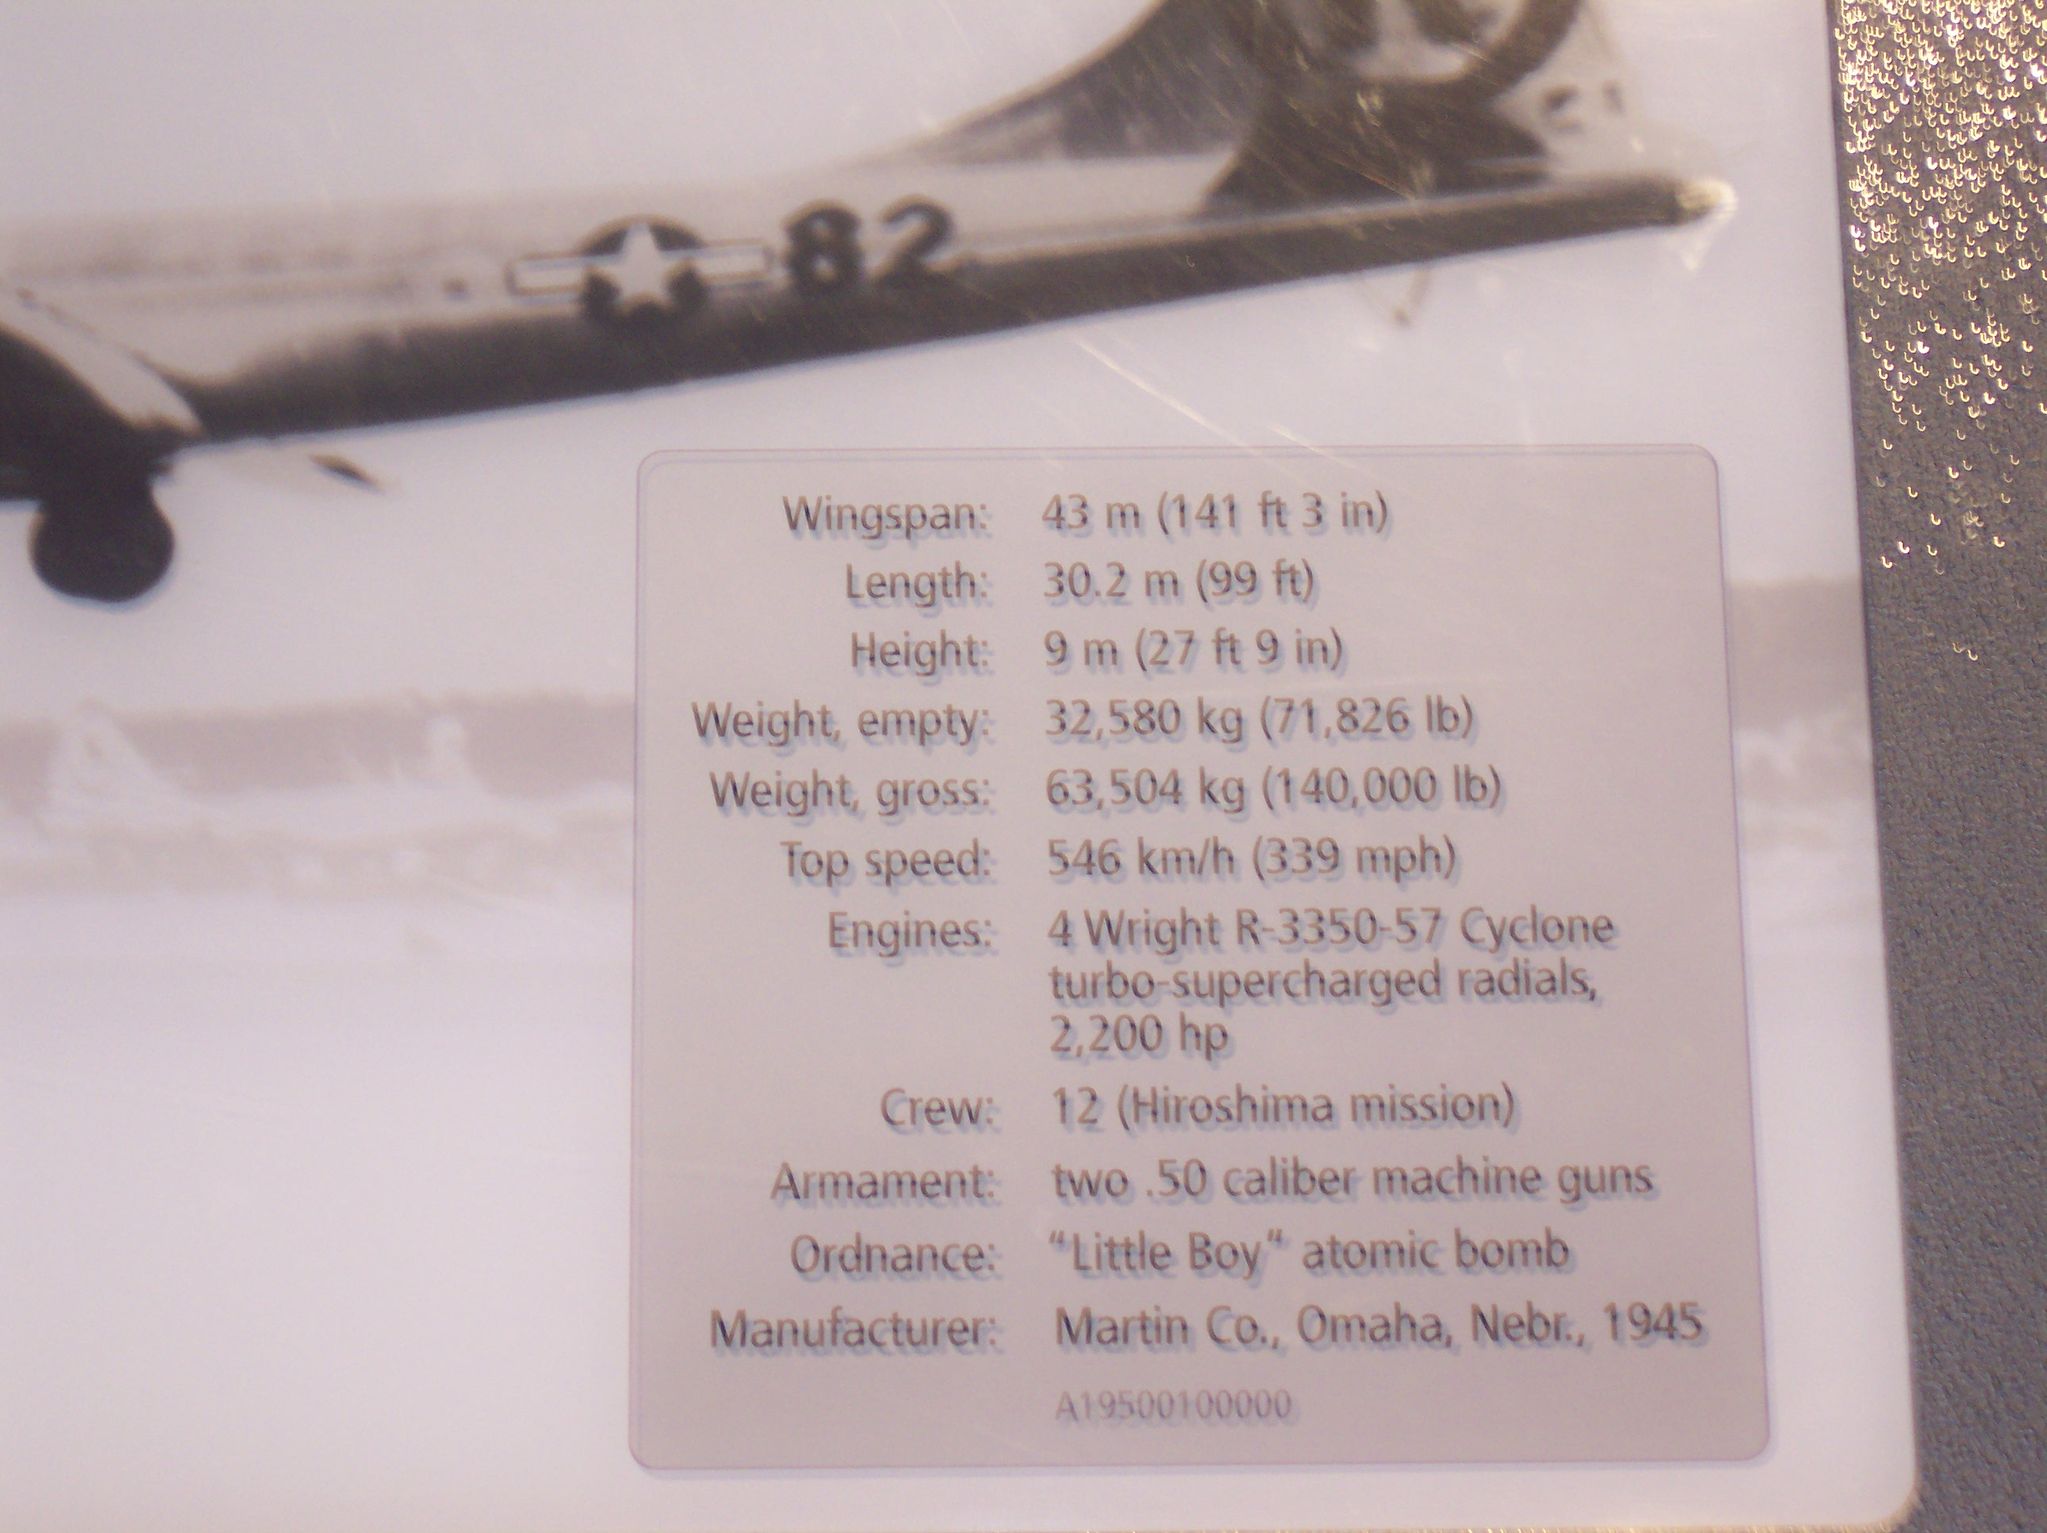 82
Wingspan: 43 m (141 ft 3 in)
Length: 30.2 m (99 ft)
Height: 9 m (27 ft 9 in)
Weight, empty: 32,580 kg (71,826 lb)
Weight, gross: 63,504 kg (140,000 lb)
Top speed: 546 km/h (339 mph)
Engines: 4 Wright R-3350-57 Cyclone
turbo-supercharged radials,
2,200 hp
Crew: 12 (Hiroshima mission)
Armament: two .50 caliber machine guns
Ordnance: “Little Boy“ atomic bomb
Manufacturer: Martin Co., Omaha, Nebr., 1945
A19500100000